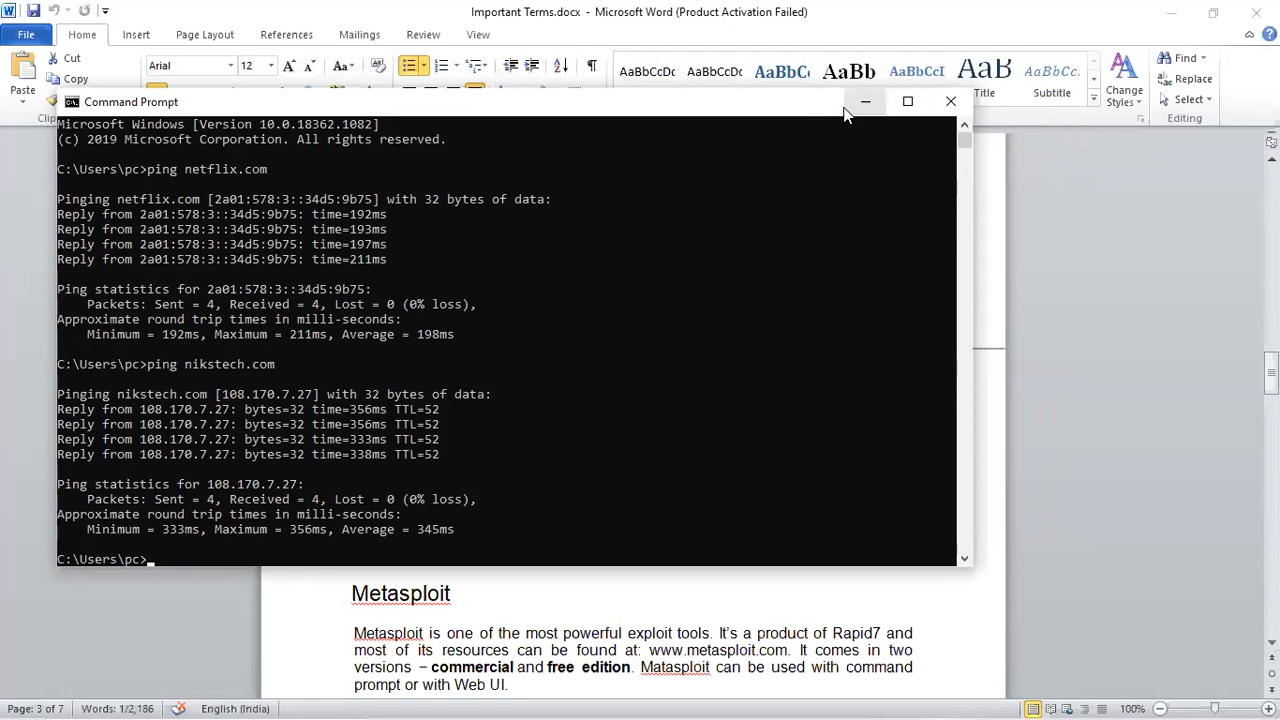 Important Terms.docx - Microsoft Word (Product Activation Failed)
File Home Insert Page Layout References Mailings Review View
Cut
Copy
Paste
Arial 12
AaBbCcDc AaBbCcDc AaBbCc AaBb AaBbCcI AaB AaBbCcL
Title Subtitle
Change
Styles
Find
Replace
Select
Editing
Command Prompt
Microsoft Windows [Version 10.0.18362.1082]
(c) 2019 Microsoft Corporation. All rights reserved.
C:\Users\pc>ping netflix.com
Pinging netflix.com [2a01:578:3::34d5:9b75] with 32 bytes of data:
Reply from 2a01:578:3::34d5:9b75: time=192ms
Reply from 2a01:578:3::34d5:9b75: time=193ms
Reply from 2a01:578:3::34d5:9b75: time=197ms
Reply from 2a01:578:3::34d5:9b75: time=211ms
Ping statistics for 2a01:578:3::34d5:9b75:
Packets: Sent = 4, Received = 4, Lost = 0 (0% loss),
Approximate round trip times in milli-seconds:
Minimum = 192ms, Maximum = 211ms, Average = 198ms
C:\Users\pc>ping nikstech.com
Pinging nikstech.com [108.170.7.27] with 32 bytes of data:
Reply from 108.170.7.27: bytes=32 time=356ms TTL=52
Reply from 108.170.7.27: bytes=32 time=356ms TTL=52
Reply from 108.170.7.27: bytes=32 time=333ms TTL=52
Reply from 108.170.7.27: bytes=32 time=338ms TTL=52
Ping statistics for 108.170.7.27:
Packets: Sent = 4, Received = 4, Lost = 0 (0% loss),
Approximate round trip times in milli-seconds:
Minimum = 333ms, Maximum = 356ms, Average = 345ms
C:\Users\pc>
Metasploit
Metasploit is one of the most powerful exploit tools. It's a product of Rapid7 and
most of its resources can be found at: www.metasploit.com. It comes in two
versions − commercial and free edition. Matasploit can be used with command
prompt or with Web UI.
Page: 3 of 7 Words: 1/2,186 English (India) 100%